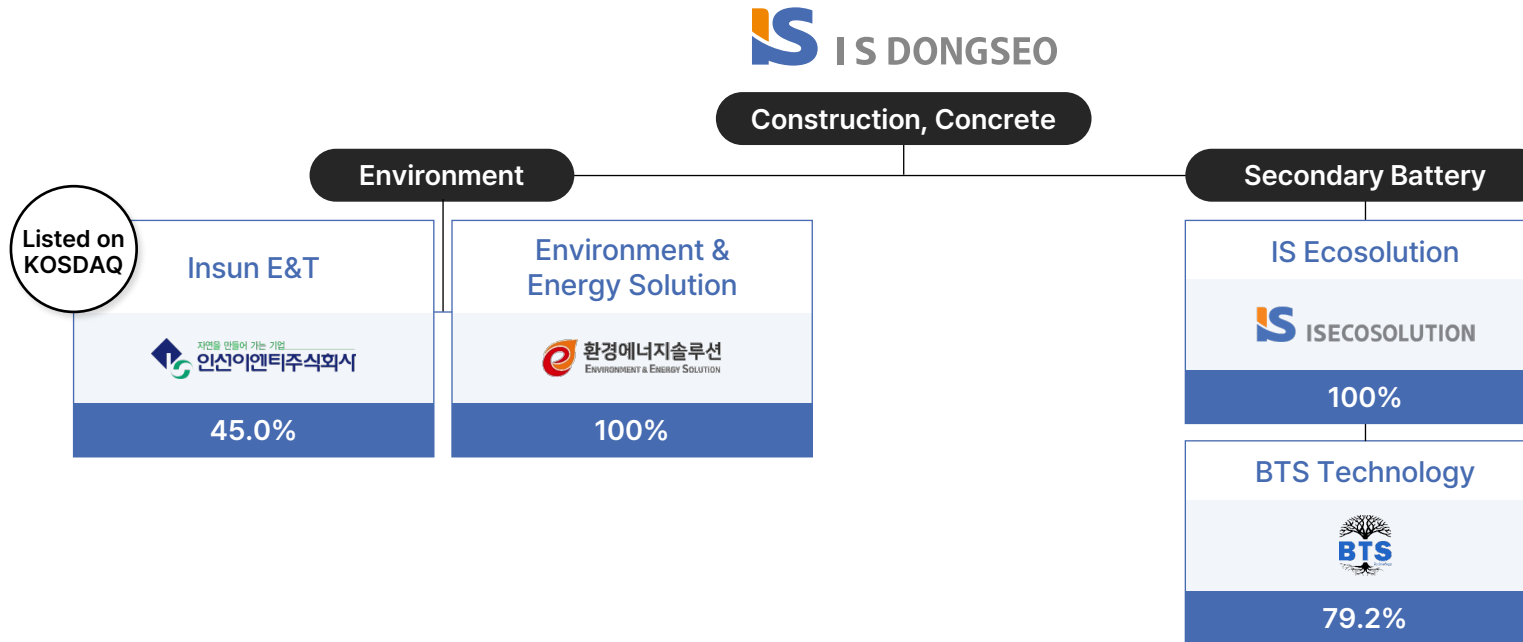 IS I S DONGSEO
Construction, Concrete
Environment
Secondary Battery
Listed on
KOSDAQ
Insun E&T
자연을 만들어 가는 기업
인선이엔티주식회사
45.0%
Environment &
Energy Solution
환경에너지솔루션
ENVIRONMENT & ENERGY SOLUTION
100%
IS Ecosolution
IS ISECOSOLUTION
100%
BTS Technology
BTS
79.2%